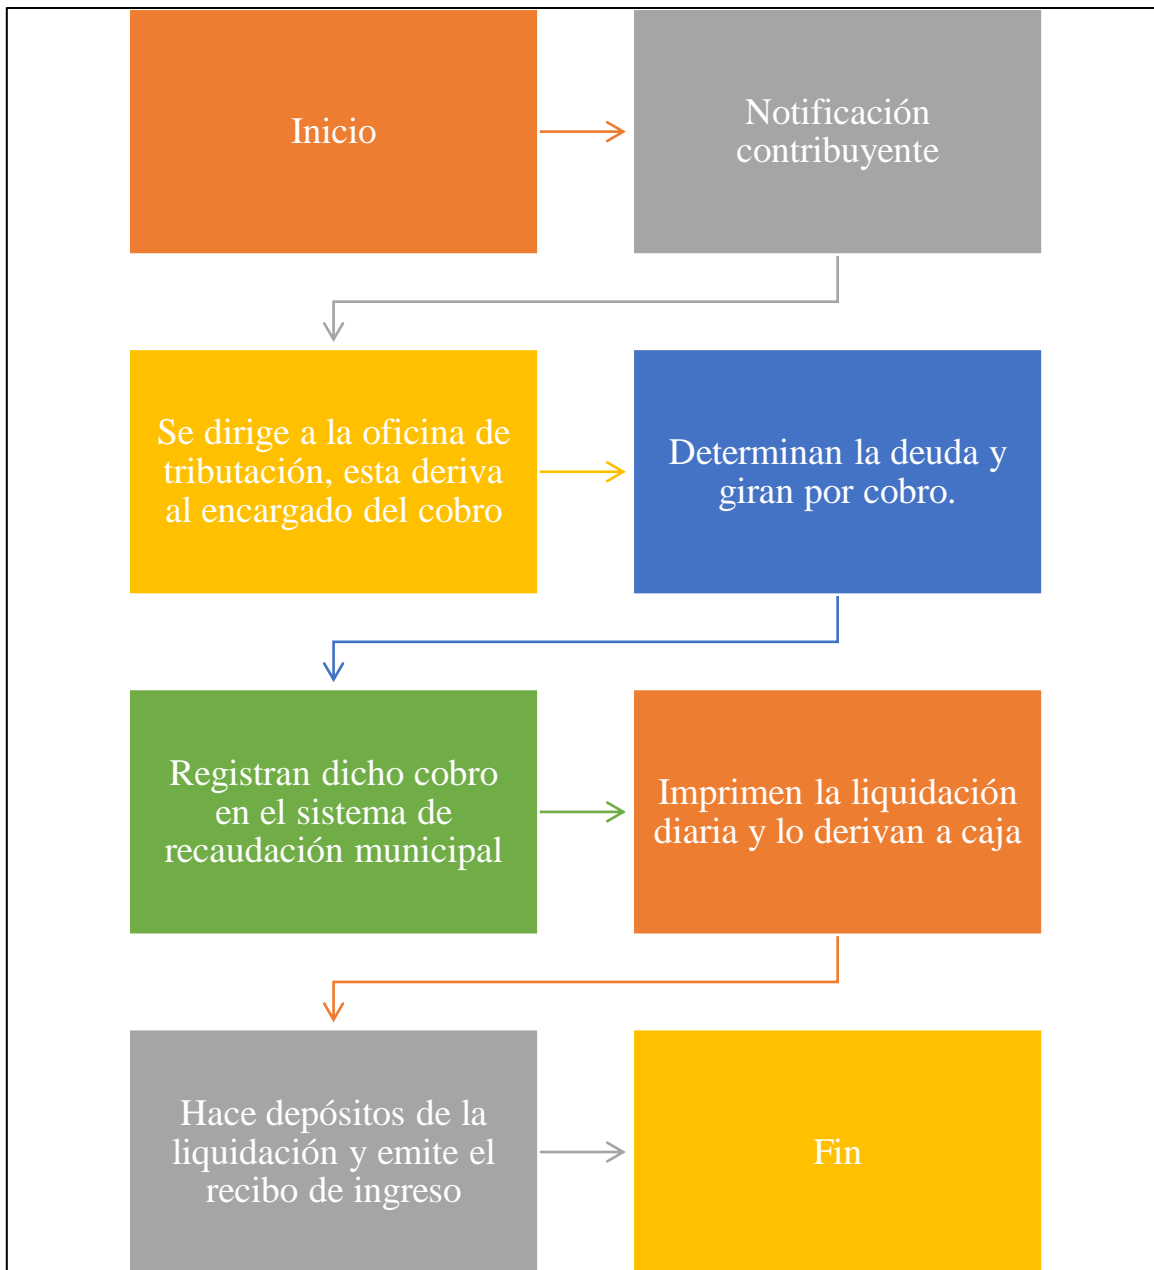 Inicio
Notificación
contribuyente
Se dirige a la oficina de
tributación, esta deriva
al encargado del cobro
Determinan la deuda y
giran por cobro.
Registran dicho cobro
en el sistema de
recaudación municipal
Imprimen la liquidación
diaria y lo derivan a caja
Hace depósitos de la
liquidación y emite el
recibo de ingreso
Fin